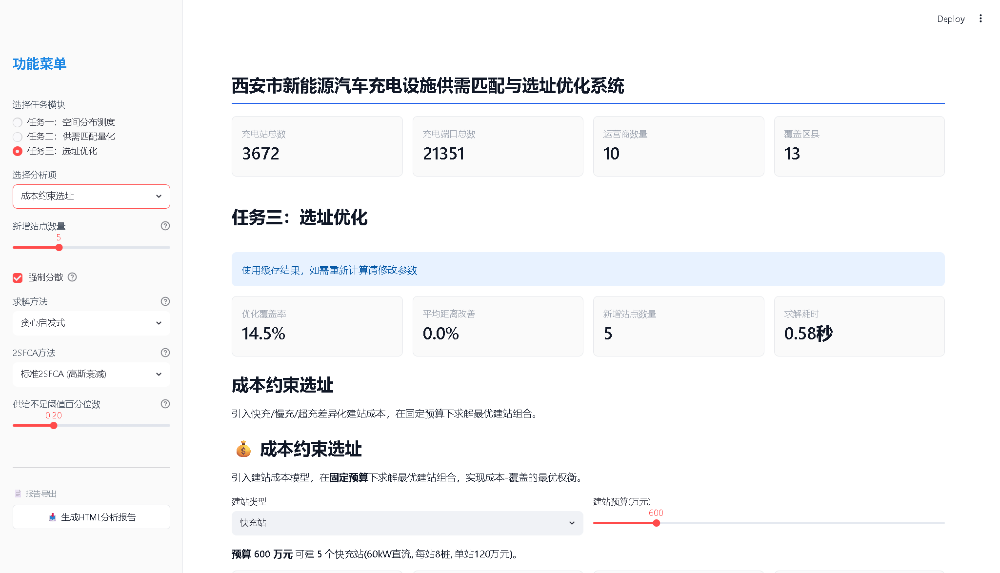 Deploy
功能菜单
选择任务模块
任务一：空间分布测度
任务二：供需匹配量化
任务三：选址优化
选择分析项
成本约束选址
新增站点数量
5
强制分散
求解方法
贪心启发式
2SFCA方法
标准2SFCA (高斯衰减)
供给不足阈值百分位数
0.20
报告导出
生成HTML分析报告
西安市新能源汽车充电设施供需匹配与选址优化系统
充电站总数
3672
充电端口总数
21351
运营商数量
10
覆盖区县
13
任务三：选址优化
使用缓存结果，如需重新计算请修改参数
优化覆盖率
14.5%
平均距离改善
0.0%
新增站点数量
5
求解耗时
0.58秒
成本约束选址
引入快充/慢充/超充差异化建站成本，在固定预算下求解最优建站组合。
成本约束选址
引入建站成本模型，在固定预算下求解最优建站组合，实现成本-覆盖的最优权衡。
建站类型
快充站
建站预算(万元)
600
预算 600 万元 可建 5 个快充站(60kW直流, 每站8桩, 单站120万元)。